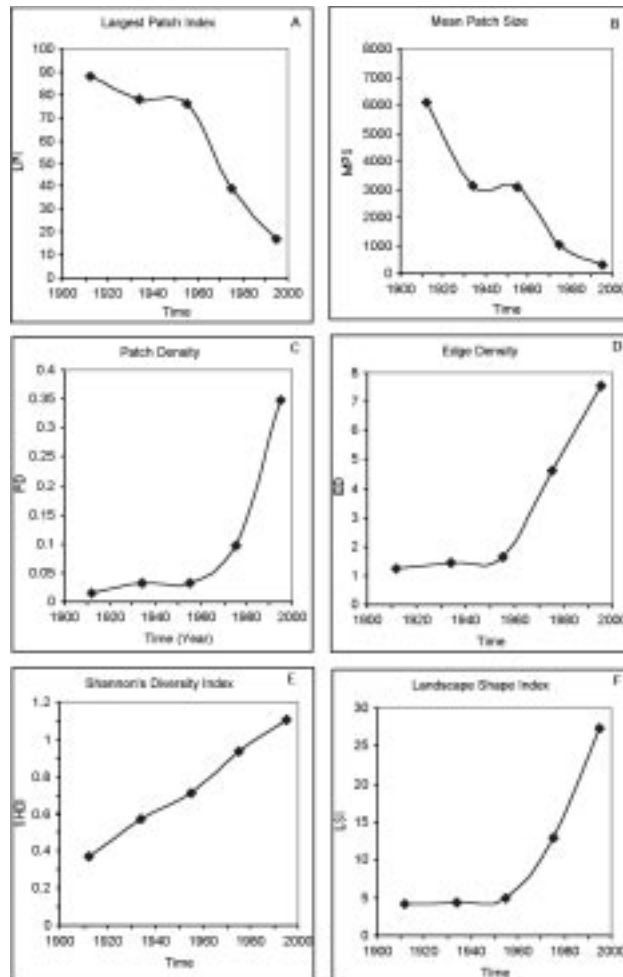 Largest Patch Index A
100
90
80
70
60
50
40
30
20
10
0
LPI
1900 1920 1940 1960 1980 2000
Time
Mean Patch Size B
8000
7000
6000
5000
4000
3000
2000
1000
0
MPS
1900 1920 1940 1960 1980 2000
Time
Patch Density C
0.4
0.35
0.3
0.25
0.2
0.15
0.1
0.05
0
PD
1900 1920 1940 1960 1980 2000
Time (Year)
Edge Density D
8
7
6
5
4
3
2
1
0
ED
1900 1920 1940 1960 1980 2000
Time
Shannon's Diversity Index E
1.2
1
0.8
0.6
0.4
0.2
0
SHDI
1900 1920 1940 1960 1980 2000
Time
Landscape Shape Index F
30
25
20
15
10
5
0
LSI
1900 1920 1940 1960 1980 2000
Time